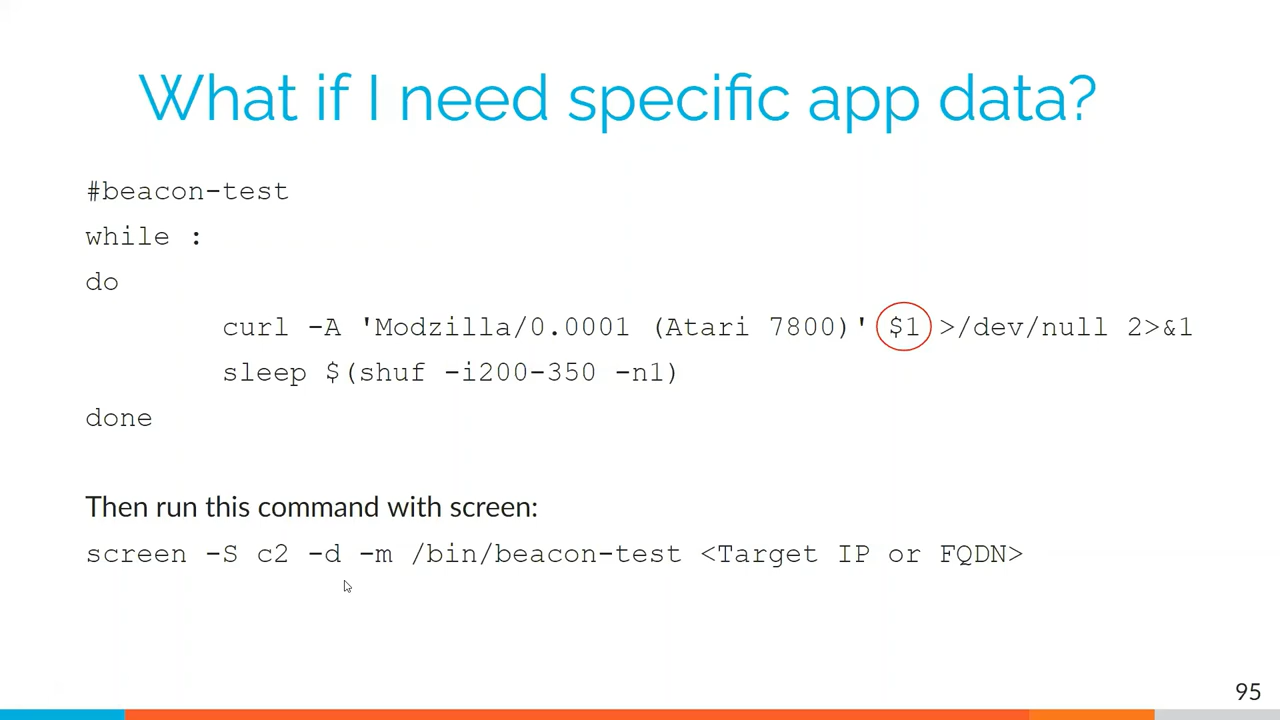 What if I need specific app data?
#beacon-test
while :
do
curl -A 'Modzilla/0.0001 (Atari 7800)' $1 >/dev/null 2>&1
sleep $(shuf -i200-350 -n1)
done
Then run this command with screen:
screen -S c2 -d -m /bin/beacon-test <Target IP or FQDN>
95